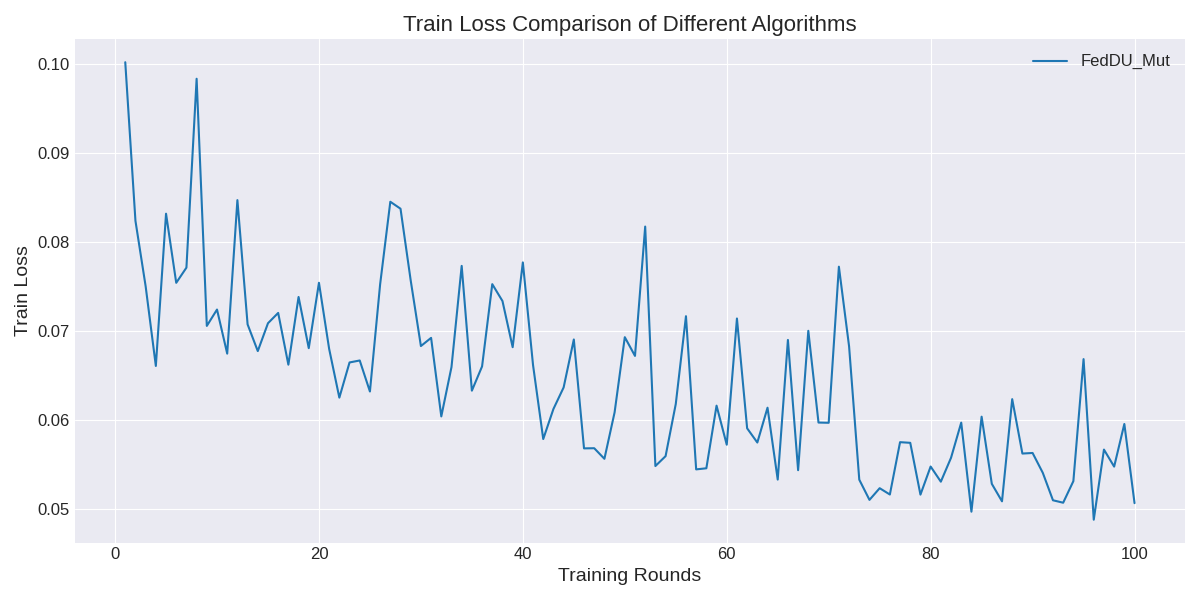 Train Loss Comparison of Different Algorithms
FedDU_Mut
Train Loss
0.10
0.09
0.08
0.07
0.06
0.05
0 20 40 60 80 100
Training Rounds